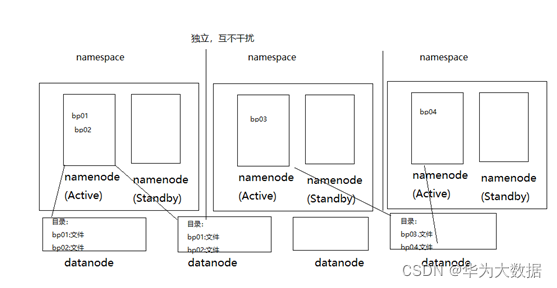 独立，互不干扰
namespace
namespace
namespace
bp01
bp02
bp03
bp04
namenode
(Active)
namenode
(Standby)
namenode
(Active)
namenode
(Standby)
namenode
(Active)
namenode
(Standby)
目录：
bp01:文件
bp02:文件
目录：
bp01:文件
bp02:文件
目录：
bp03:文件
bp04:文件
datanode
datanode
datanode
datanode
CSDN @华为大数据